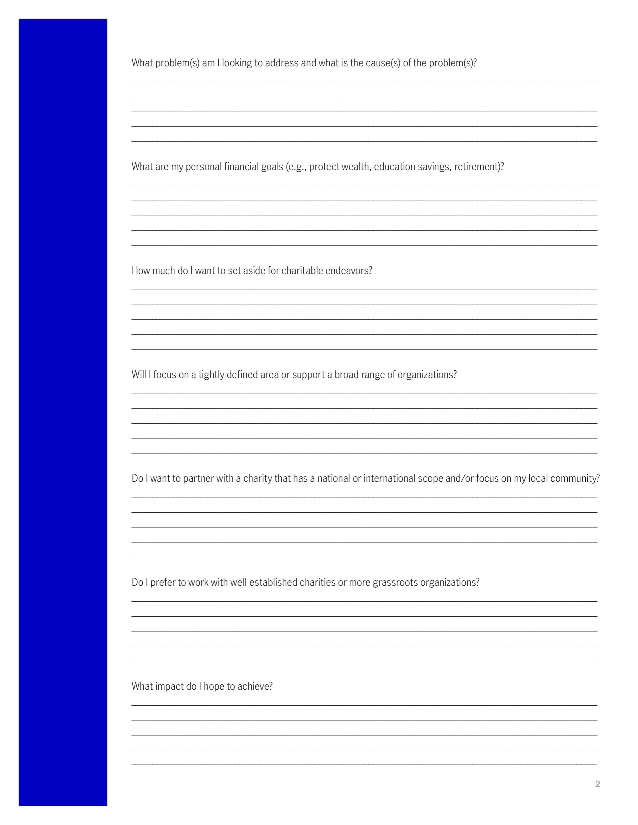 What problem(s) am I looking to address and what is the cause(s) of the problem(s)?
What are my personal financial goals (e.g., protect wealth, education savings, retirement)?
How much do I want to set aside for charitable endeavors?
Will I focus on a tightly defined area or support a broad range of organizations?
Do I want to partner with a charity that has a national or international scope and/or focus on my local community?
Do I prefer to work with well established charities or more grassroots organizations?
What impact do I hope to achieve?
2